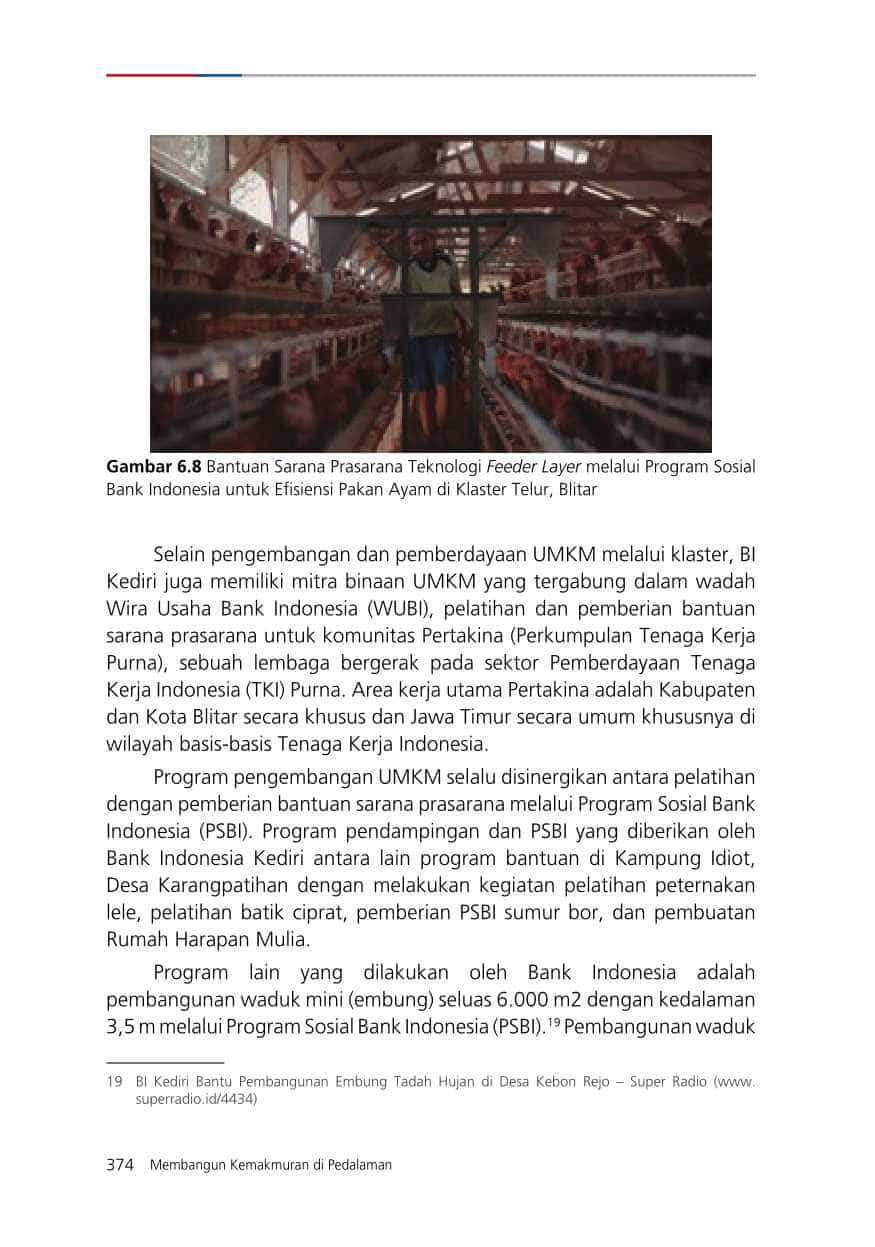 Gambar 6.8 Bantuan Sarana Prasarana Teknologi Feeder Layer melalui Program Sosial
Bank Indonesia untuk Efisiensi Pakan Ayam di Klaster Telur, Blitar
Selain pengembangan dan pemberdayaan UMKM melalui klaster, BI
Kediri juga memiliki mitra binaan UMKM yang tergabung dalam wadah
Wira Usaha Bank Indonesia (WUBI), pelatihan dan pemberian bantuan
sarana prasarana untuk komunitas Pertakina (Perkumpulan Tenaga Kerja
Purna), sebuah lembaga bergerak pada sektor Pemberdayaan Tenaga
Kerja Indonesia (TKI) Purna. Area kerja utama Pertakina adalah Kabupaten
dan Kota Blitar secara khusus dan Jawa Timur secara umum khususnya di
wilayah basis-basis Tenaga Kerja Indonesia.
Program pengembangan UMKM selalu disinergikan antara pelatihan
dengan pemberian bantuan sarana prasarana melalui Program Sosial Bank
Indonesia (PSBI). Program pendampingan dan PSBI yang diberikan oleh
Bank Indonesia Kediri antara lain program bantuan di Kampung Idiot,
Desa Karangpatihan dengan melakukan kegiatan pelatihan peternakan
lele, pelatihan batik ciprat, pemberian PSBI sumur bor, dan pembuatan
Rumah Harapan Mulia.
Program lain yang dilakukan oleh Bank Indonesia adalah
pembangunan waduk mini (embung) seluas 6.000 m2 dengan kedalaman
3,5 m melalui Program Sosial Bank Indonesia (PSBI).19 Pembangunan waduk
19 BI Kediri Bantu Pembangunan Embung Tadah Hujan di Desa Kebon Rejo – Super Radio (www.
superradio.id/4434)
374 Membangun Kemakmuran di Pedalaman